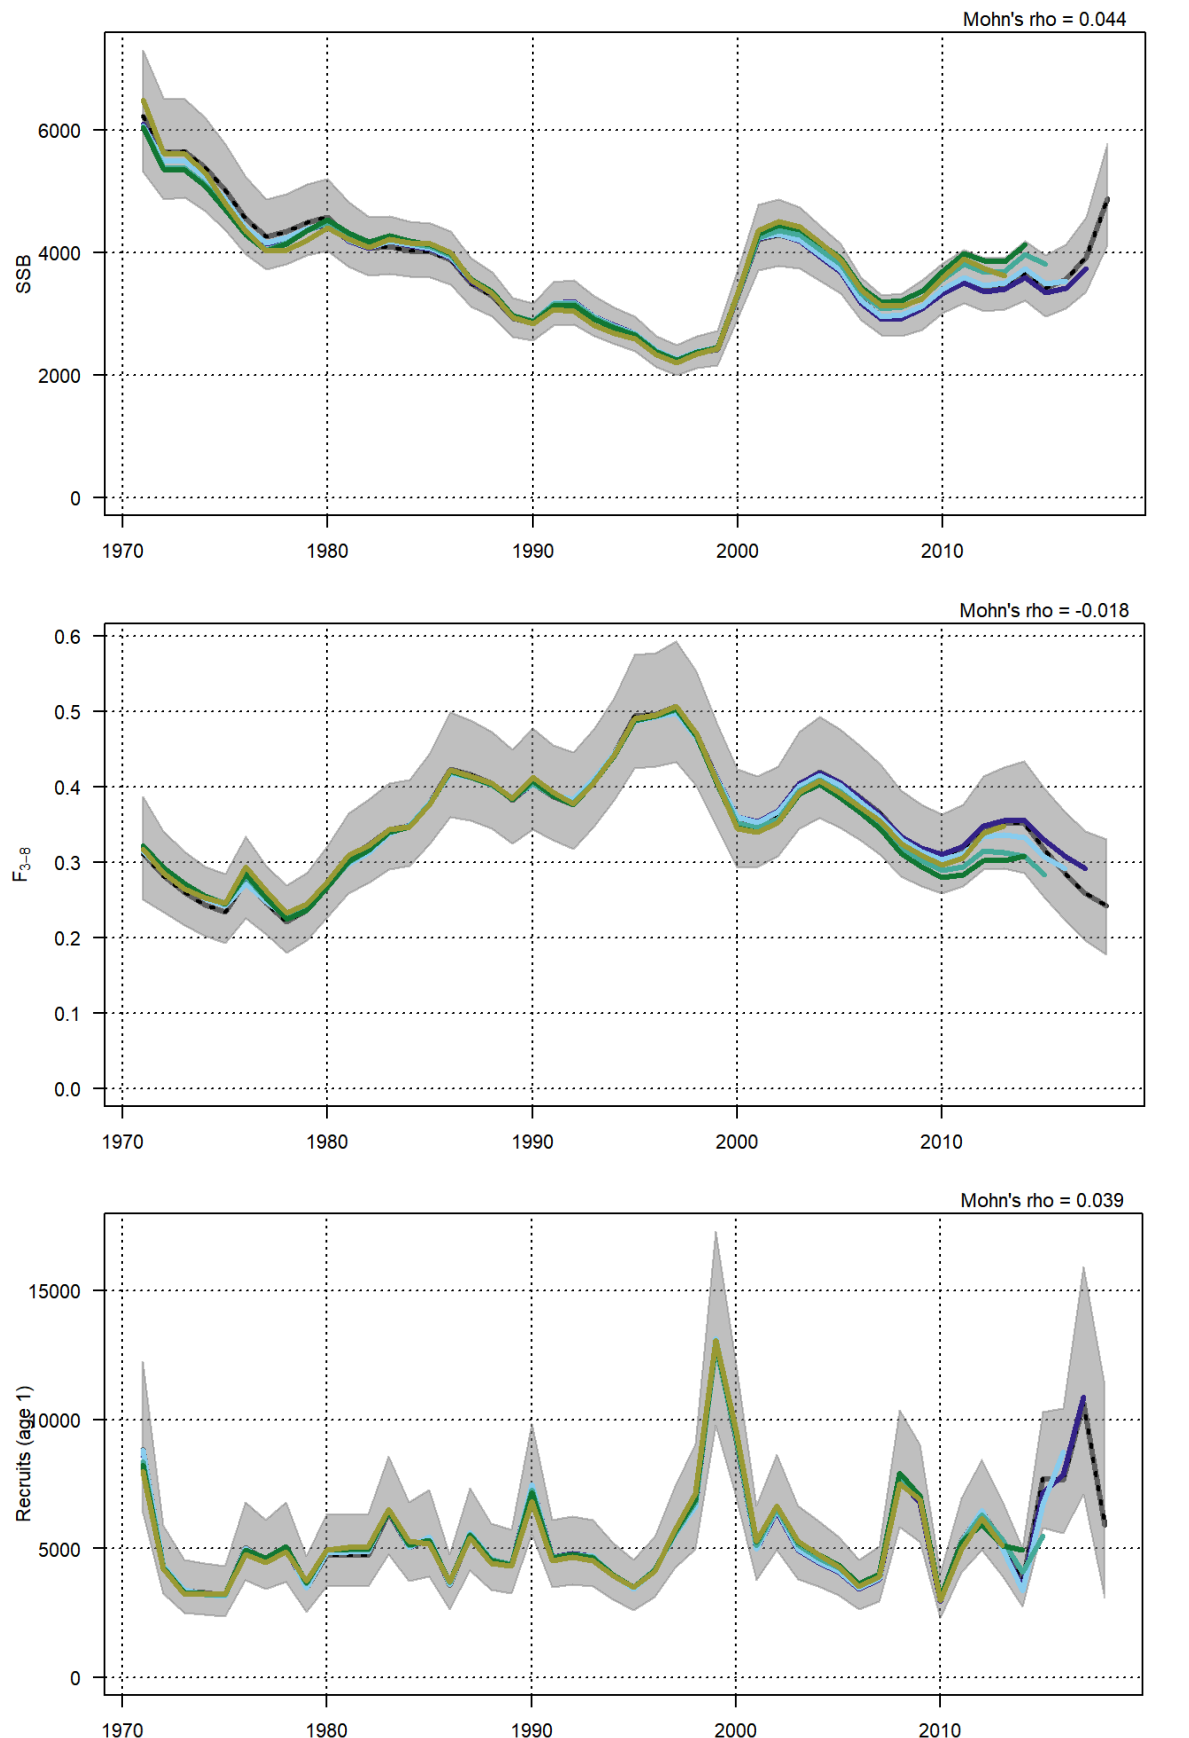 Mohn's rho = 0.044
6000
4000
2000
0
SSB
1970 1980 1990 2000 2010
Mohn's rho = -0.018
0.6
0.5
0.4
0.3
0.2
0.1
0.0
F3−8
1970 1980 1990 2000 2010
Mohn's rho = 0.039
15000
10000
5000
0
Recruits (age 1)
1970 1980 1990 2000 2010